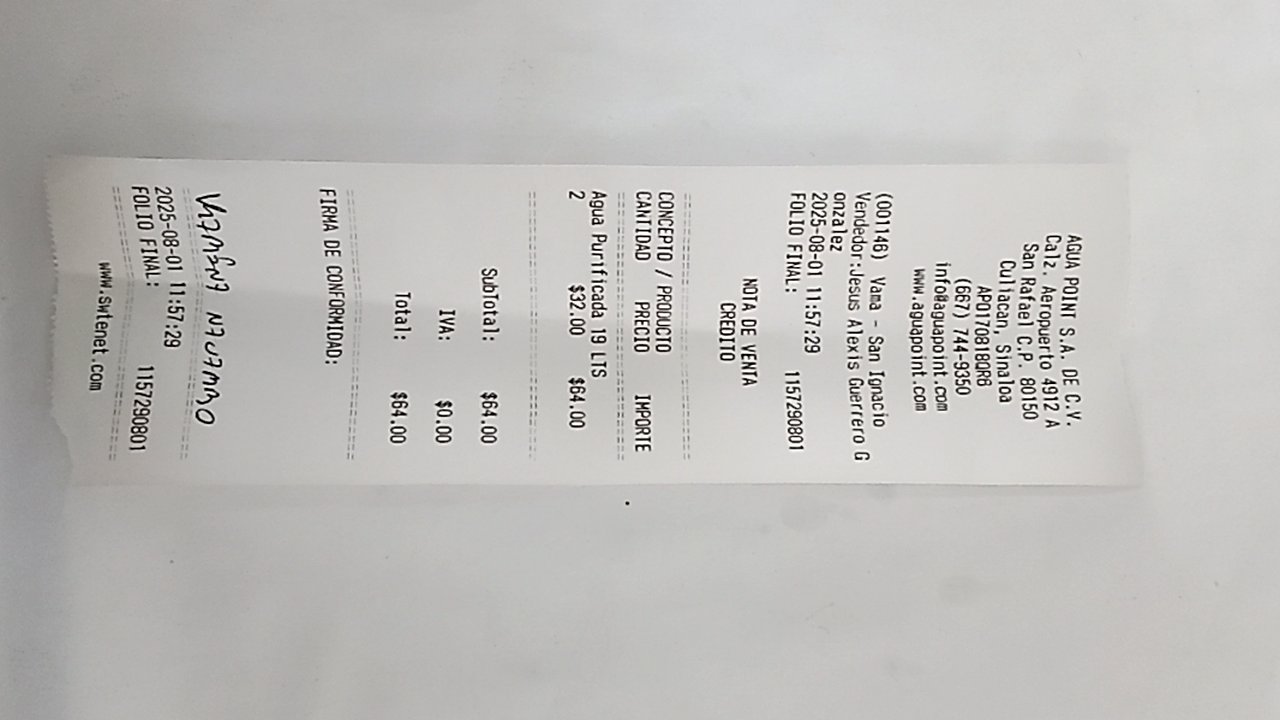 AGUA POINT S.A. DE C.V.
Calz. Aeropuerto 4912 A
San Rafael C.P. 80150
Culiacan, Sinaloa
APO170818QR6
(667) 744-9350
info@aguapoint.com
www.aguapoint.com
(001146) Vama - San Ignacio
Vendedor:Jesus Alexis Guerrero G
onzalez
2025-08-01 11:57:29
FOLIO FINAL: 1157290801
NOTA DE VENTA
CREDITO
================================
CONCEPTO / PRODUCTO
CANTIDAD PRECIO IMPORTE
================================
Agua Purificada 19 LTS
2 $32.00 $64.00
================================
SubTotal: $64.00
IVA: $0.00
Total: $64.00
================================
FIRMA DE CONFORMIDAD:
================================
2025-08-01 11:57:29
FOLIO FINAL: 1157290801
================================
www.swtenet.com